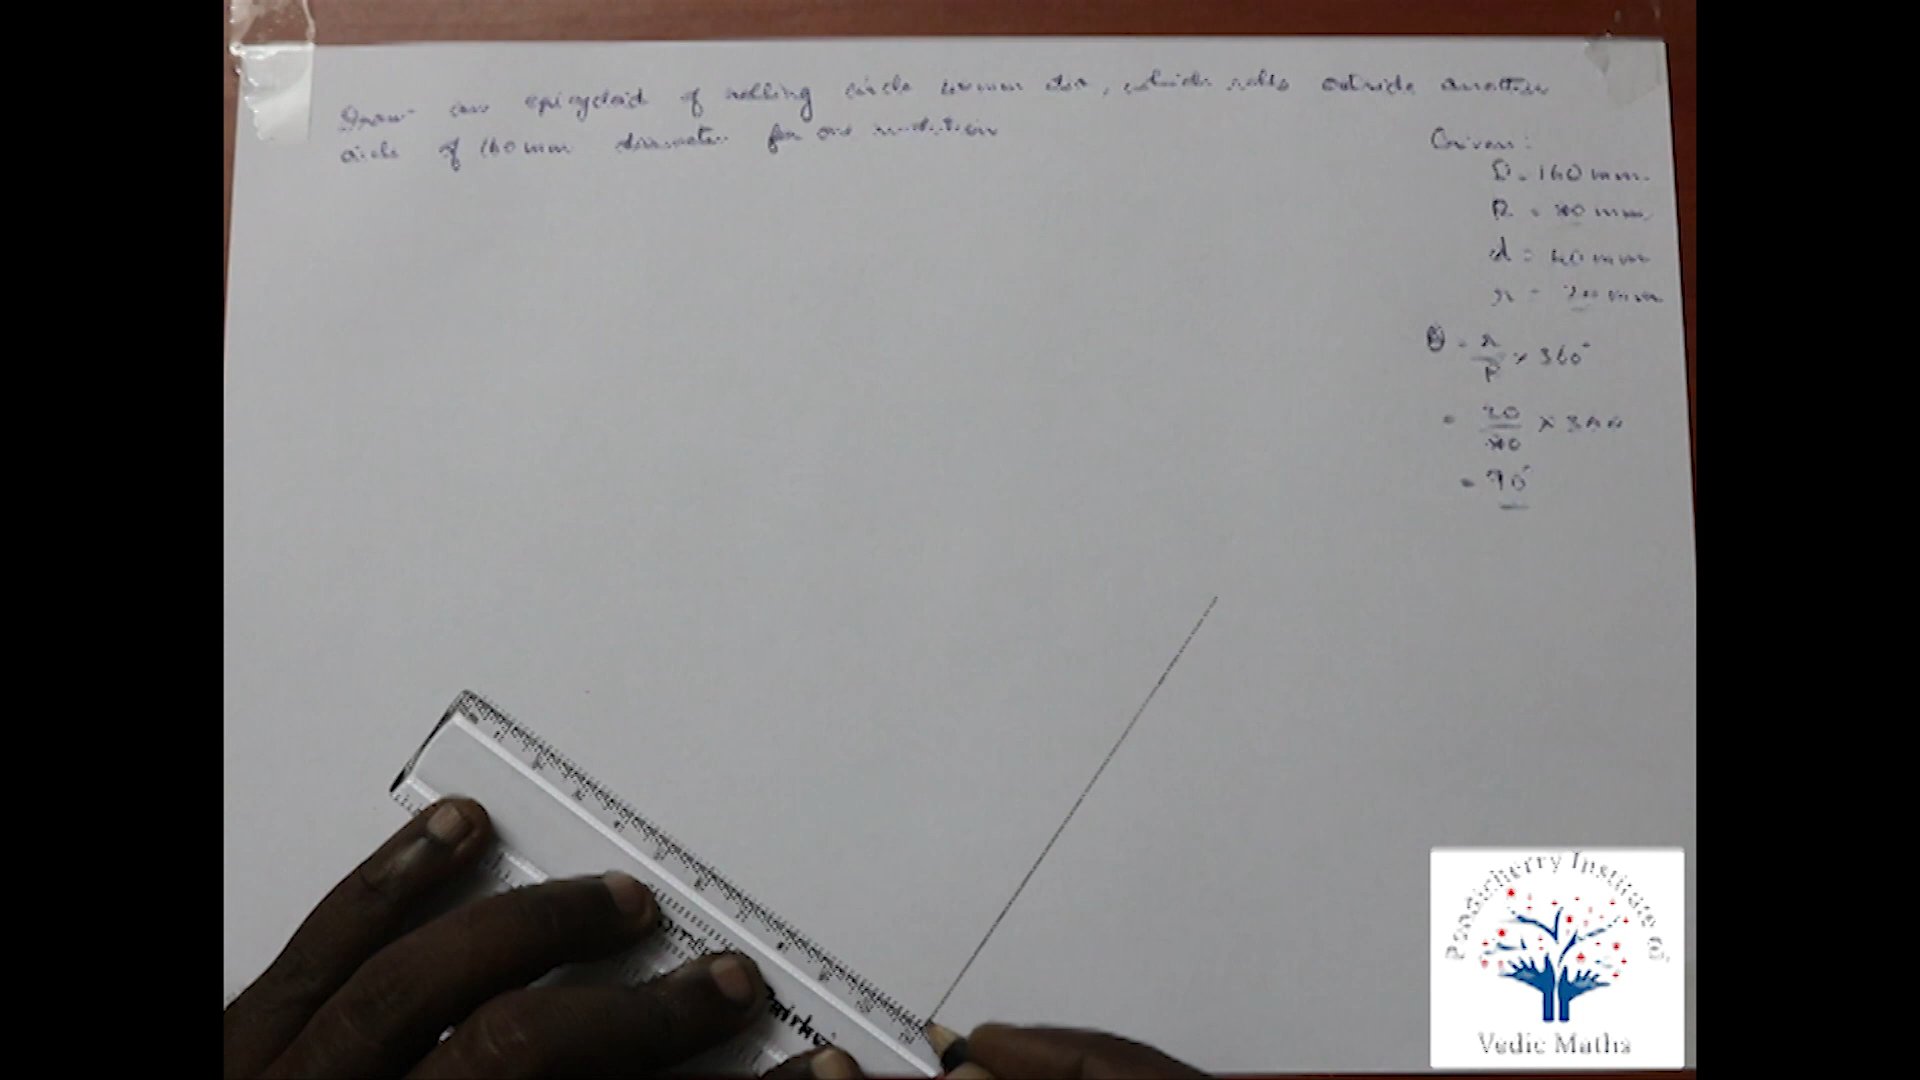 Draw an epicycloid of rolling circle 40mm dia, which rolls outside another
circle of 160mm diameter for one revolution
Given:
D = 160 mm.
R = 80 mm.
d = 40 mm
r = 20 mm
θ = r/R × 360°
= 20/80 × 360
= 90°
Pondicherry Institute of
Vedic Maths